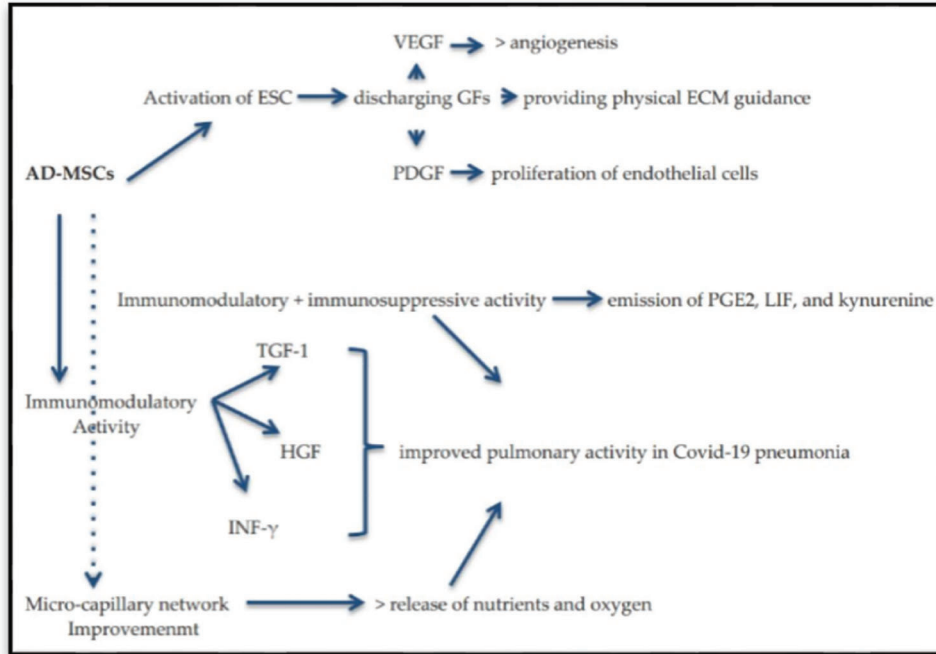 VEGF > angiogenesis
Activation of ESC discharging GFs providing physical ECM guidance
AD-MSCs
PDGF proliferation of endothelial cells
Immunomodulatory + immunosuppressive activity emission of PGE2, LIF, and kynurenine
TGF-1
Immunomodulatory
Activity
HGF
improved pulmonary activity in Covid-19 pneumonia
INF-γ
Micro-capillary network
Improvemenmt
> release of nutrients and oxygen